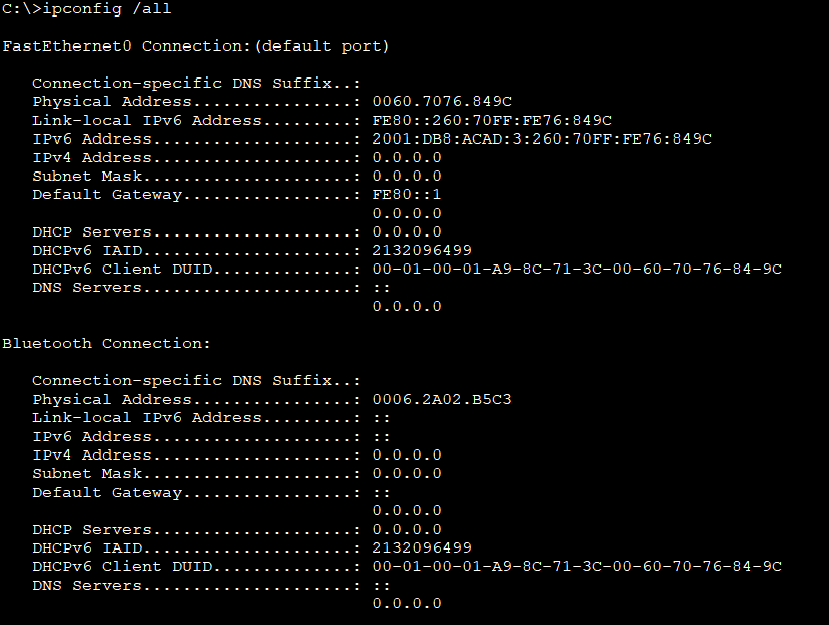 C:\>ipconfig /all
FastEthernet0 Connection:(default port)
Connection-specific DNS Suffix..:
Physical Address................: 0060.7076.849C
Link-local IPv6 Address.........: FE80::260:70FF:FE76:849C
IPv6 Address....................: 2001:DB8:ACAD:3:260:70FF:FE76:849C
IPv4 Address....................: 0.0.0.0
Subnet Mask.....................: 0.0.0.0
Default Gateway.................: FE80::1
0.0.0.0
DHCP Servers....................: 0.0.0.0
DHCPv6 IAID.....................: 2132096499
DHCPv6 Client DUID..............: 00-01-00-01-A9-8C-71-3C-00-60-70-76-84-9C
DNS Servers.....................: ::
0.0.0.0
Bluetooth Connection:
Connection-specific DNS Suffix..:
Physical Address................: 0006.2A02.B5C3
Link-local IPv6 Address.........: ::
IPv6 Address....................: ::
IPv4 Address....................: 0.0.0.0
Subnet Mask.....................: 0.0.0.0
Default Gateway.................: ::
0.0.0.0
DHCP Servers....................: 0.0.0.0
DHCPv6 IAID.....................: 2132096499
DHCPv6 Client DUID..............: 00-01-00-01-A9-8C-71-3C-00-60-70-76-84-9C
DNS Servers.....................: ::
0.0.0.0